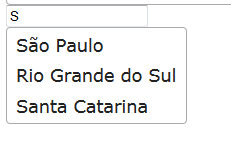 S
São Paulo
Rio Grande do Sul
Santa Catarina